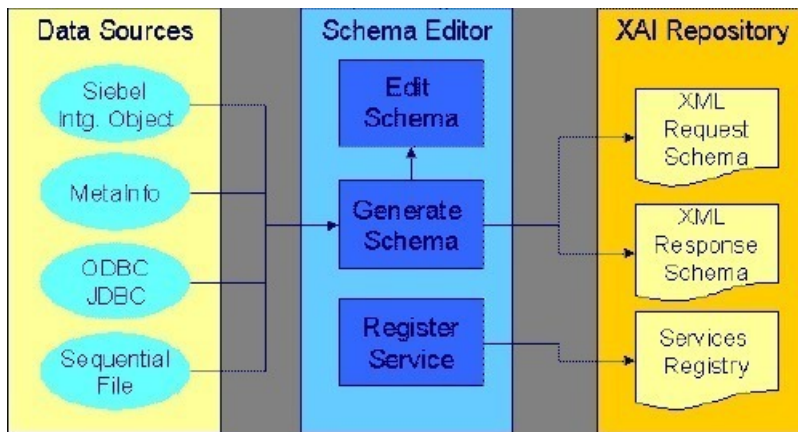 Data Sources
Siebel
Intg. Object
MetaInfo
ODBC
JDBC
Sequential
File
Schema Editor
Edit
Schema
Generate
Schema
Register
Service
XAI Repository
XML
Request
Schema
XML
Response
Schema
Services
Registry